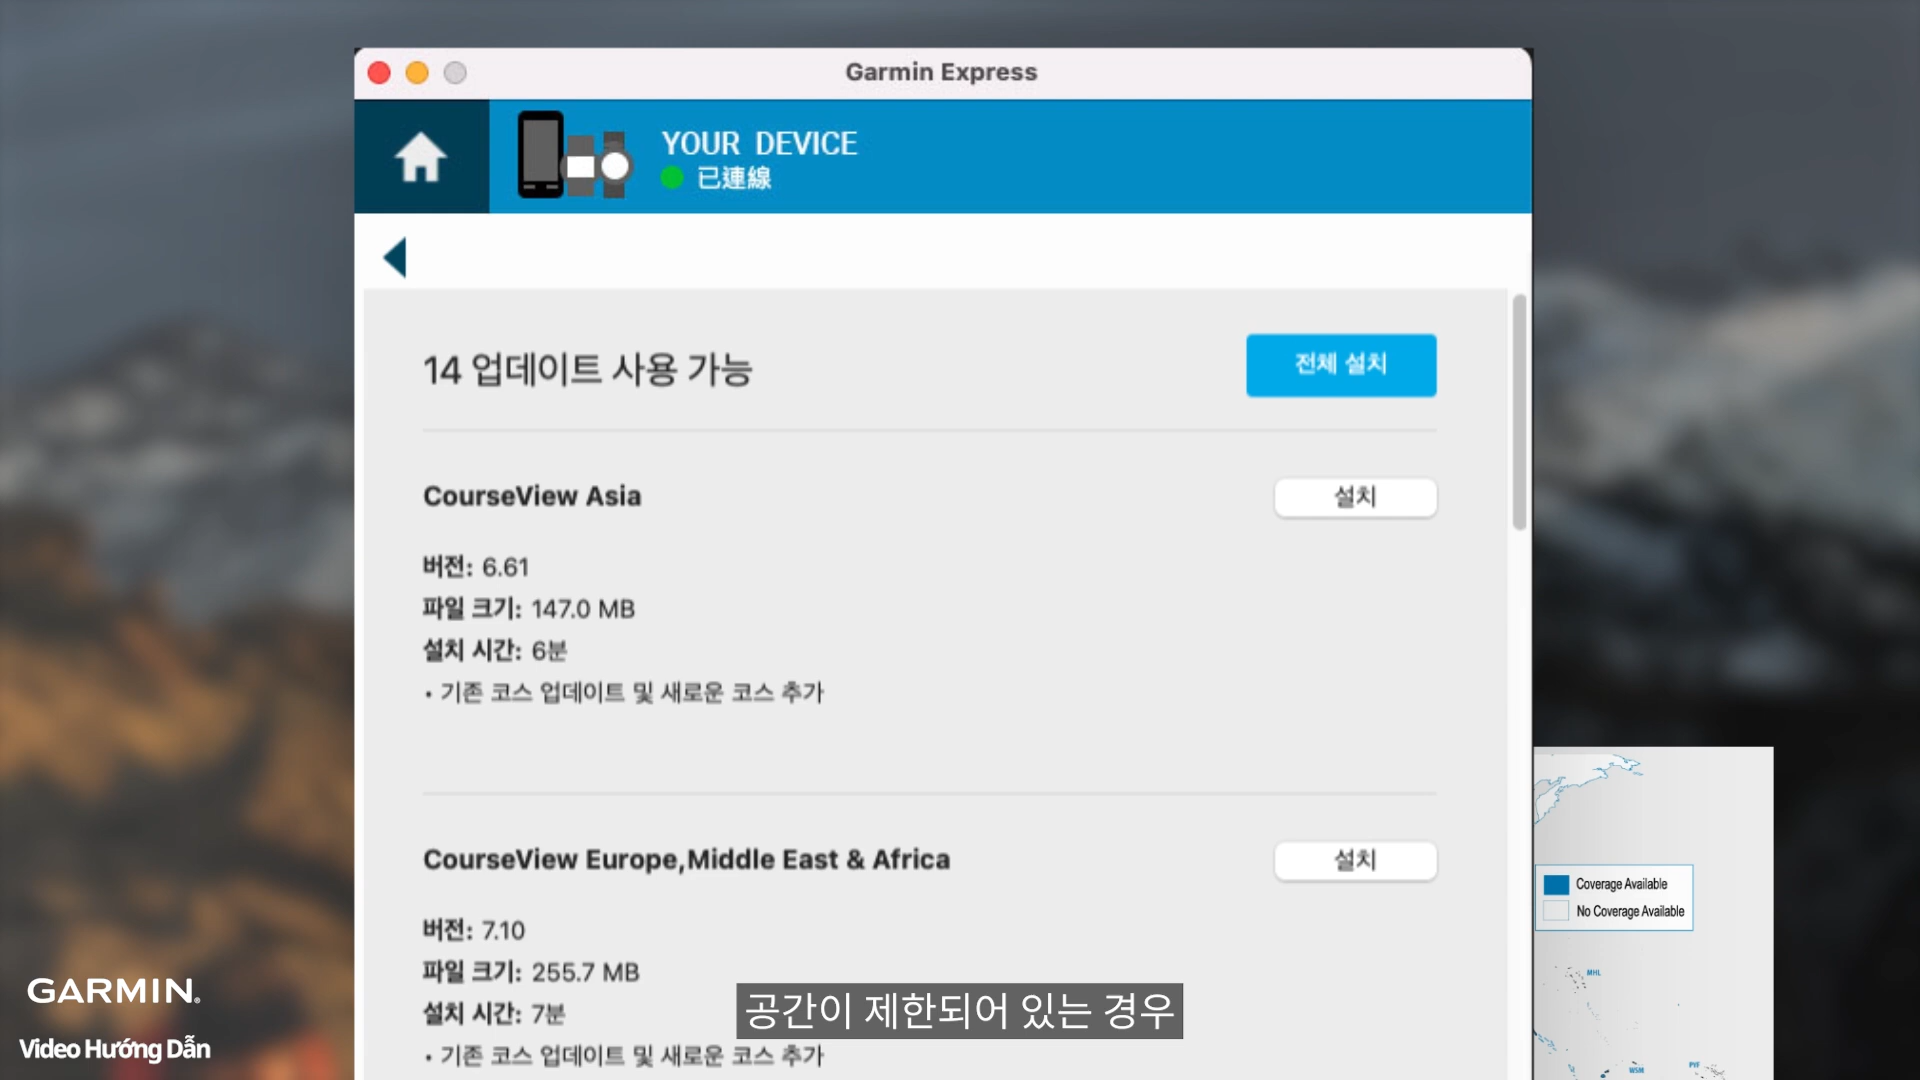 Garmin Express
YOUR DEVICE
已連線
14 업데이트 사용 가능
전체 설치
CourseView Asia
설치
버전: 6.61
파일 크기: 147.0 MB
설치 시간: 6분
• 기존 코스 업데이트 및 새로운 코스 추가
CourseView Europe,Middle East & Africa
설치
버전: 7.10
파일 크기: 255.7 MB
설치 시간: 7분
• 기존 코스 업데이트 및 새로운 코스 추가
Coverage Available
No Coverage Available
MHL
WSM
PYF
공간이 제한되어 있는 경우
GARMIN®
Video Hướng Dẫn